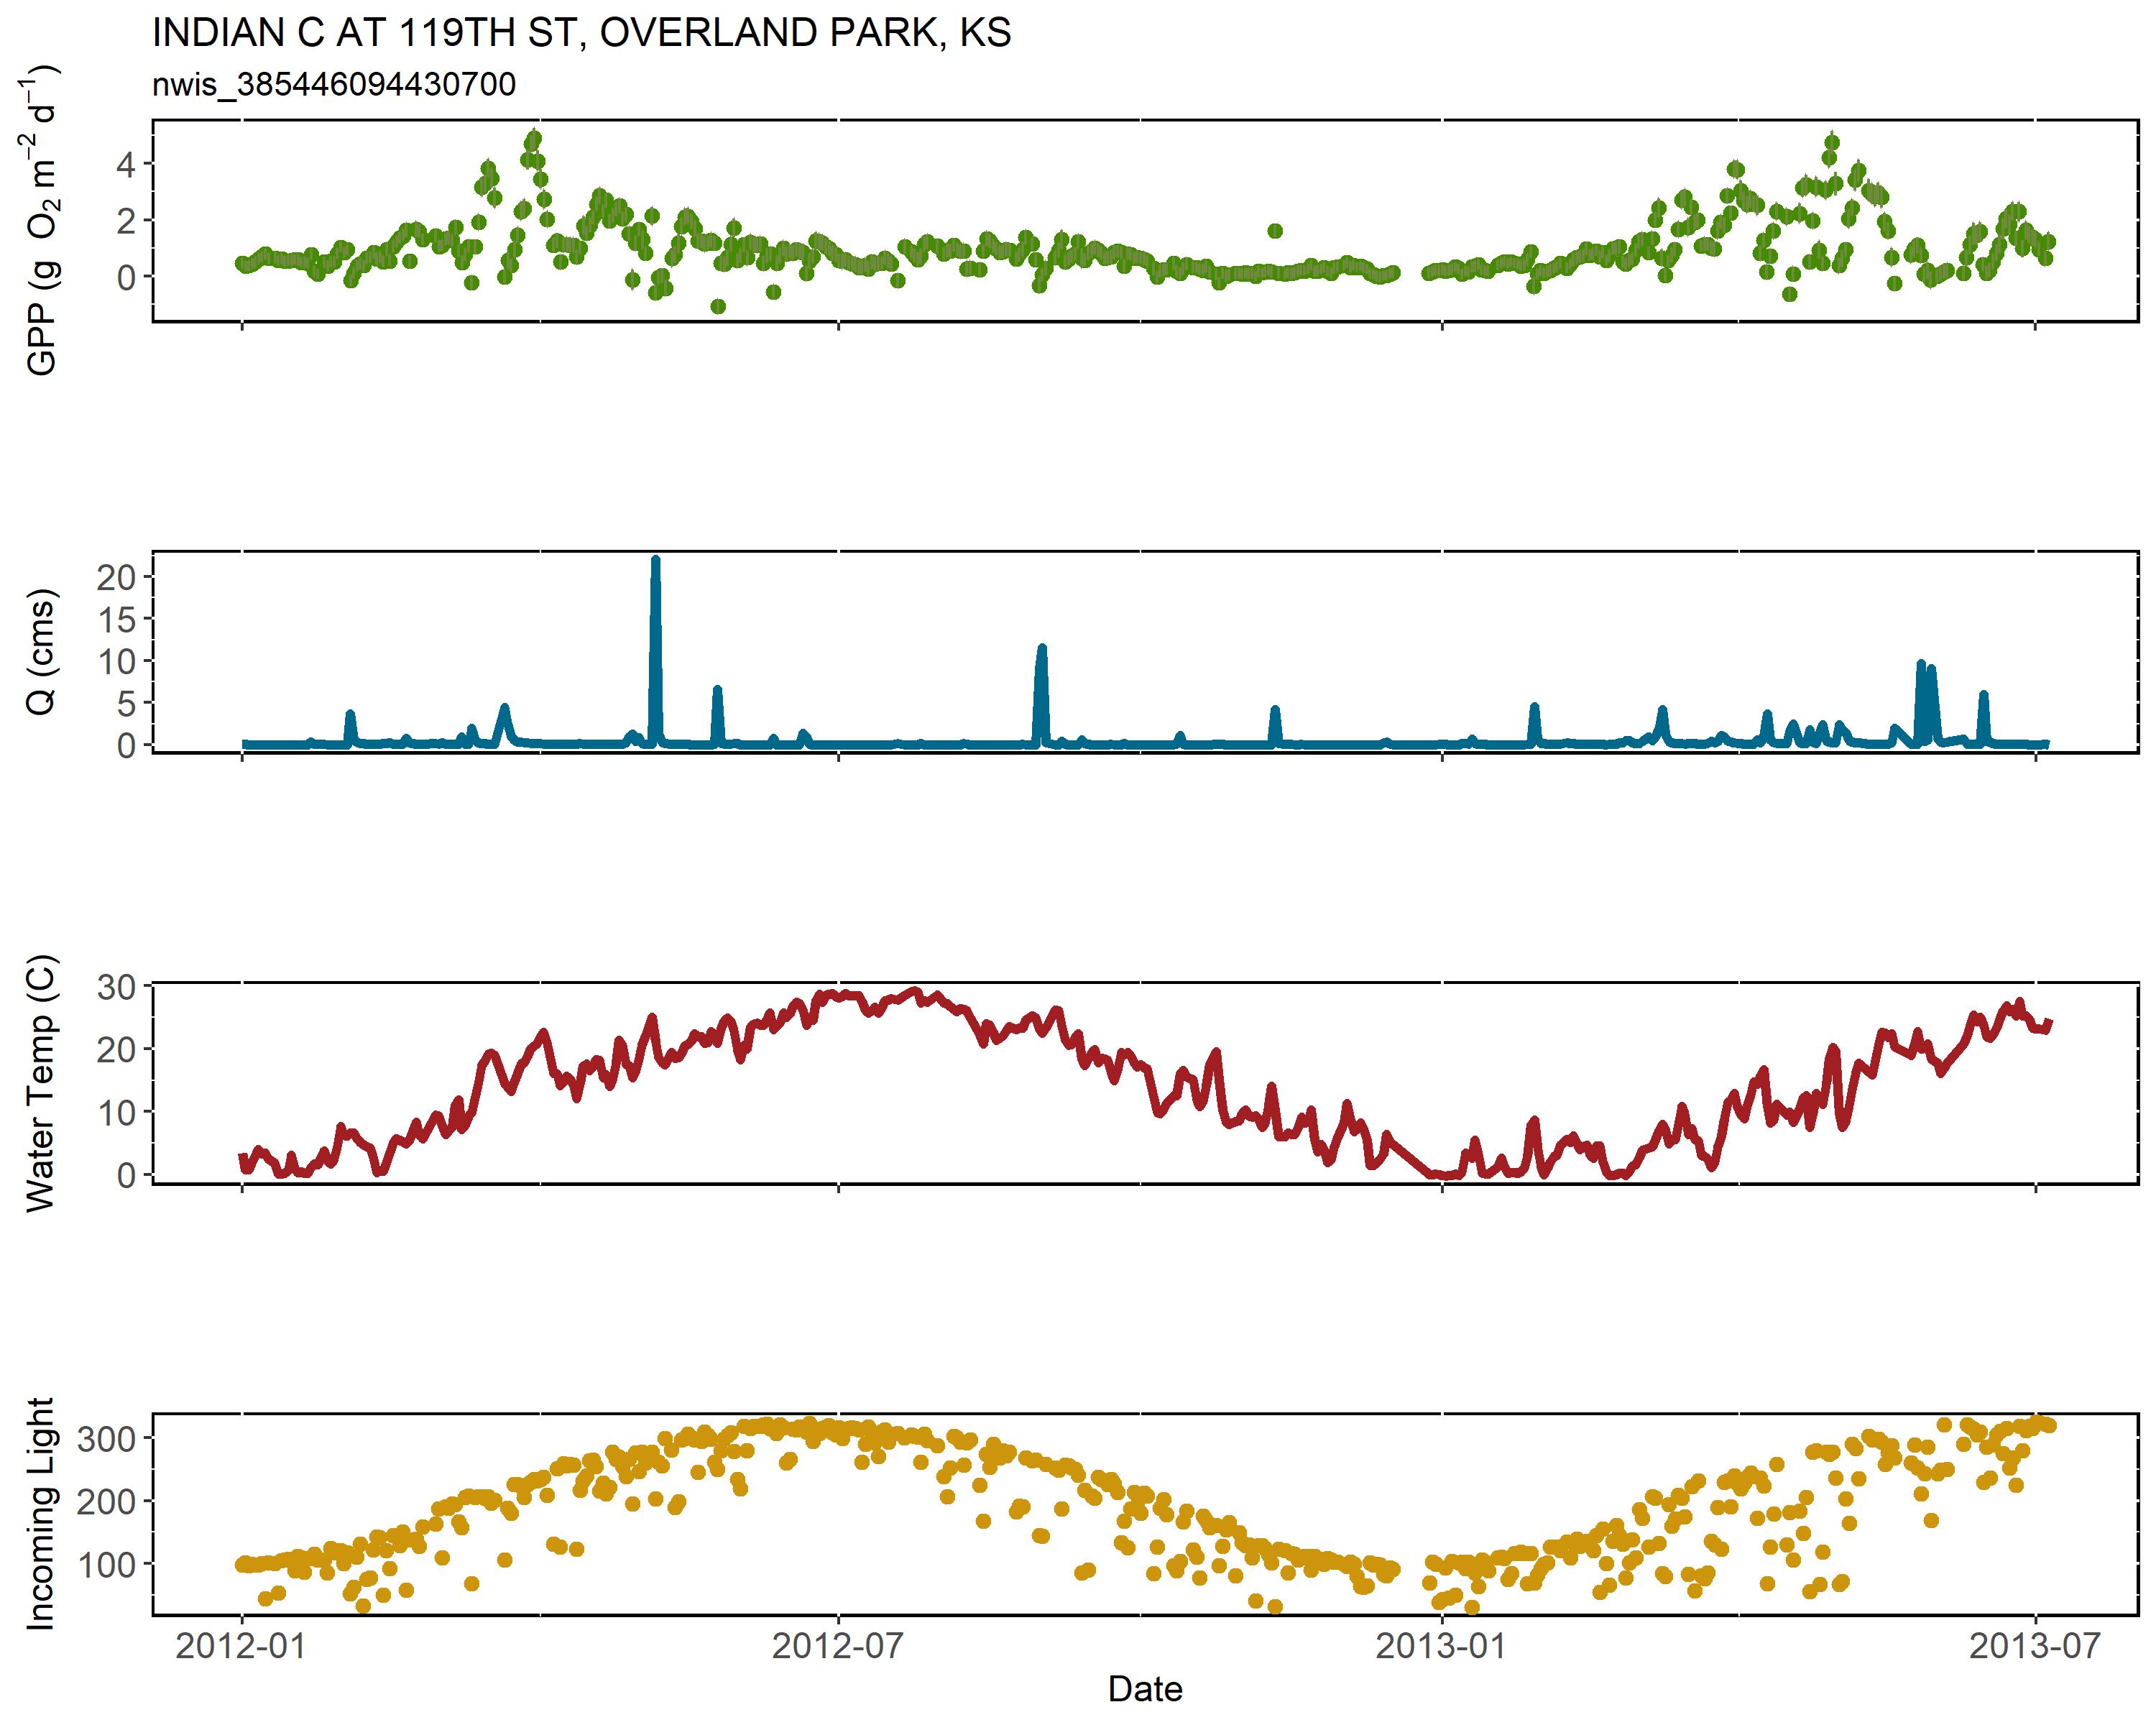 INDIAN C AT 119TH ST, OVERLAND PARK, KS
nwis_385446094430700
GPP (g O₂ m⁻² d⁻¹)
4
2
0
Q (cms)
20
15
10
5
0
Water Temp (C)
30
20
10
0
Incoming Light
300
200
100
2012-01 2012-07 2013-01 2013-07
Date